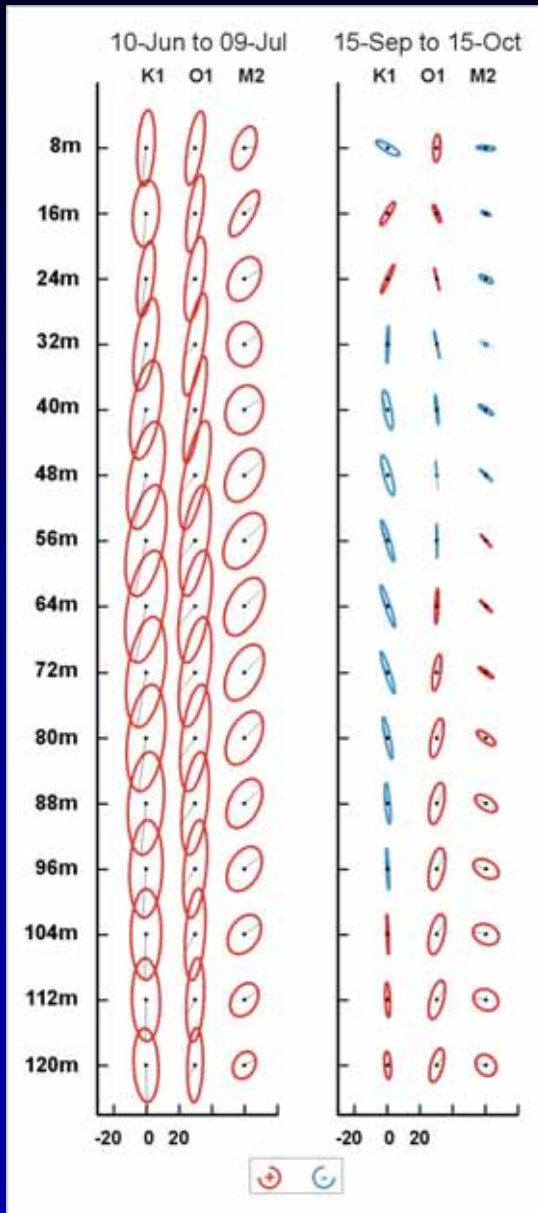 10-Jun to 09-Jul 15-Sep to 15-Oct
K1 O1 M2 K1 O1 M2
8m
16m
24m
32m
40m
48m
56m
64m
72m
80m
88m
96m
104m
112m
120m
-20 0 20 -20 0 20
+ -